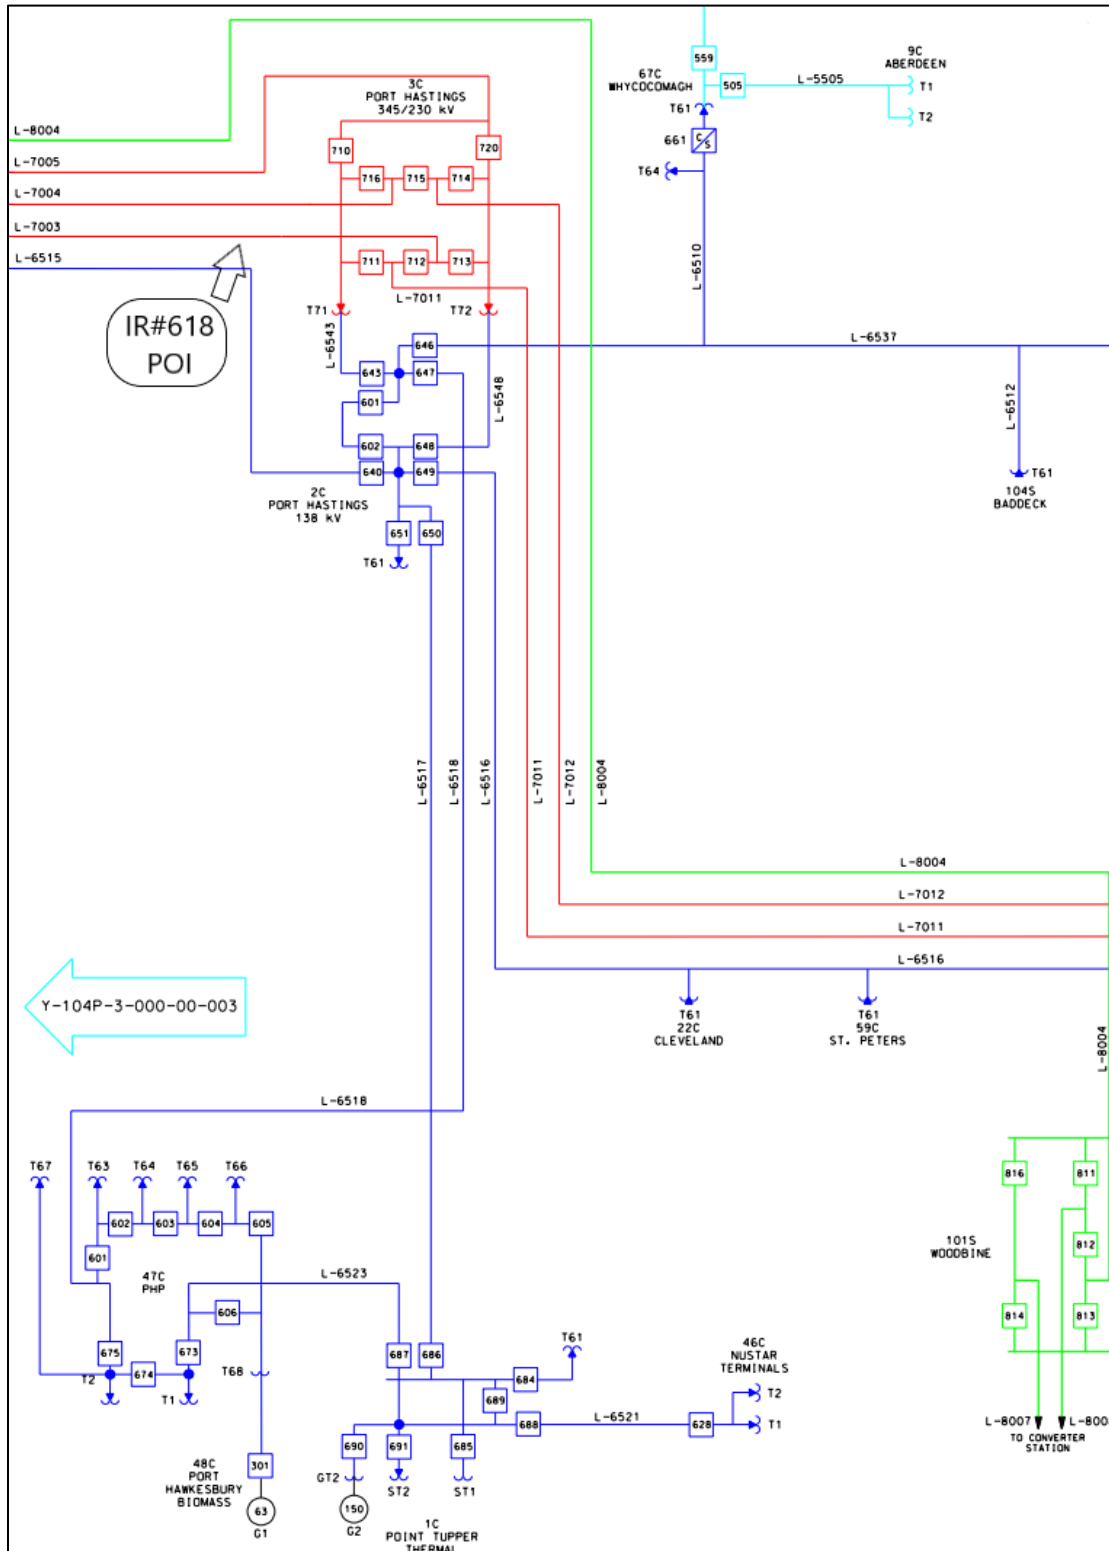 559
9C
ABERDEEN
67C
WHYCOCOMAGH
505
L-5505
T1
T2
T61
661
C/S
T64
3C
PORT HASTINGS
345/230 kV
L-8004
710
720
L-7005
716
715
714
L-7004
L-7003
L-6515
711
712
713
L-7011
L-6510
IR#618
POI
T71
T72
L-6543
646
L-6537
643
647
601
L-6548
L-6512
602
648
640
649
T61
104S
BADDECK
2C
PORT HASTINGS
138 kV
651
650
T61
L-6517
L-6518
L-6516
L-7011
L-7012
L-8004
L-8004
L-7012
L-7011
L-6516
Y-104P-3-000-00-003
T61
22C
CLEVELAND
T61
59C
ST. PETERS
L-8004
L-6518
T67
T63
T64
T65
T66
816
811
602
603
604
605
601
101S
WOODBINE
812
47C
PHP
L-6523
606
814
813
675
673
687
686
T61
46C
NUSTAR
TERMINALS
T2
674
T1
T68
684
689
T2
L-6521
688
628
T1
L-8007
TO CONVERTER
STATION
48C
PORT
HAWKESBURY
BIOMASS
301
690
691
685
GT2
ST2
ST1
63
G1
150
G2
1C
POINT TUPPER